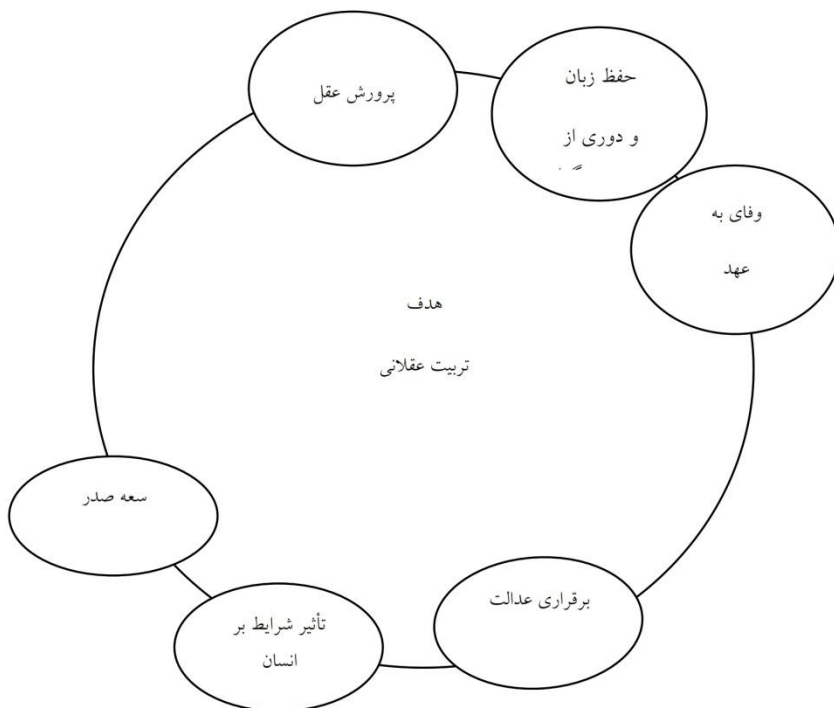 پرورش عقل
حفظ زبان
و دوری از
وفای به
عهد
هدف
تربیت عقلانی
سعه صدر
برقراری عدالت
تأثیر شرایط بر
انسان